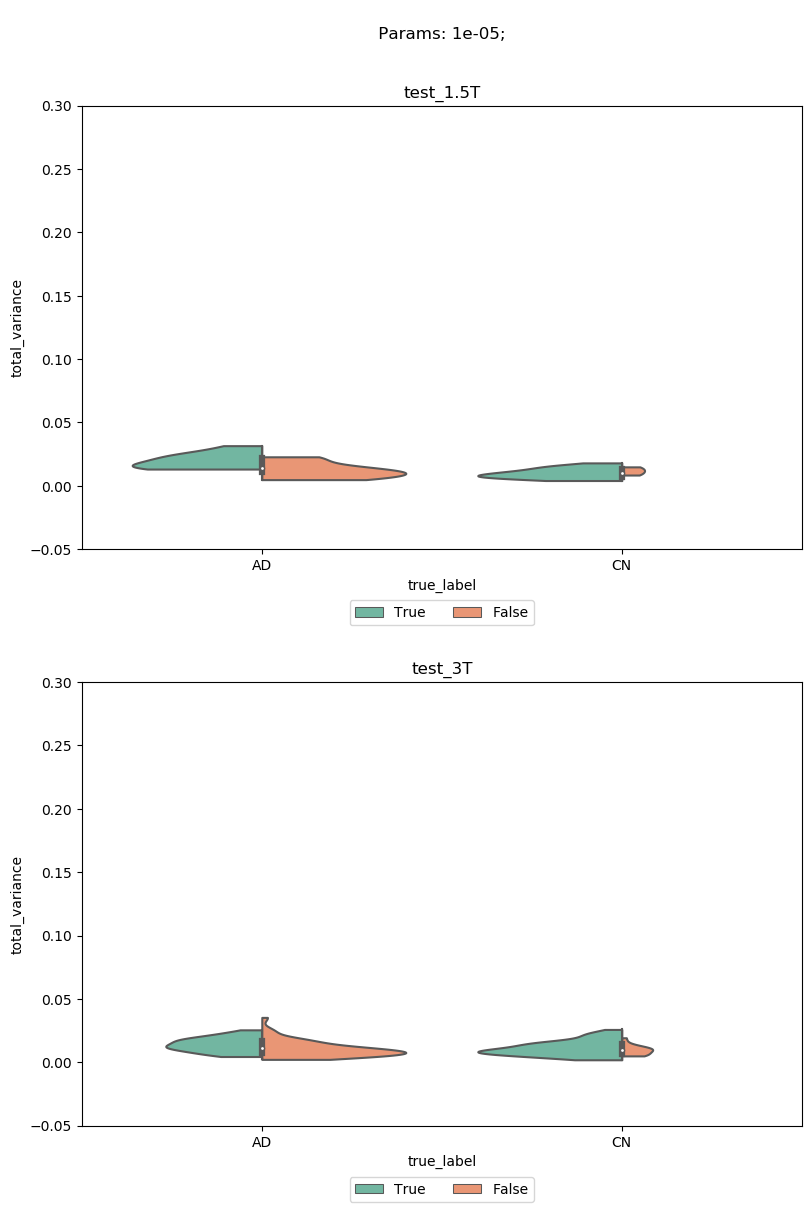 Params: 1e-05;
test_1.5T
0.30
0.25
0.20
0.15
0.10
0.05
0.00
−0.05
total_variance
AD
CN
true_label
True
False
test_3T
0.30
0.25
0.20
0.15
0.10
0.05
0.00
−0.05
total_variance
AD
CN
true_label
True
False